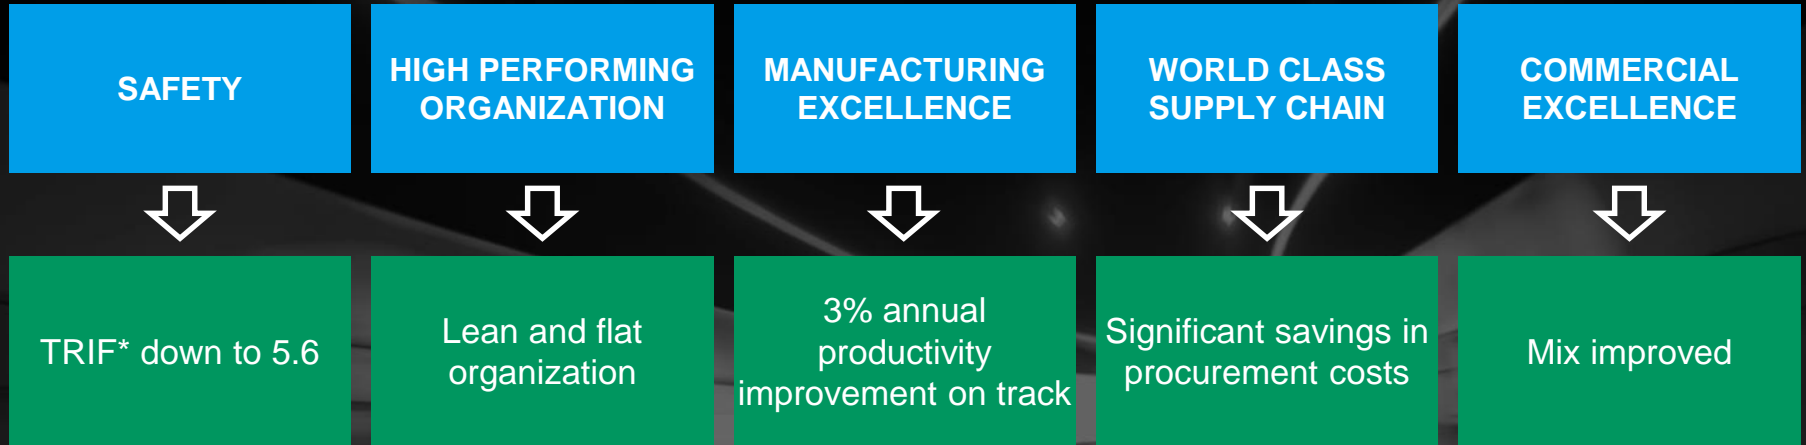 SAFETY
HIGH PERFORMING
ORGANIZATION
MANUFACTURING
EXCELLENCE
WORLD CLASS
SUPPLY CHAIN
COMMERCIAL
EXCELLENCE
TRIF* down to 5.6
Lean and flat
organization
3% annual
productivity
improvement on track
Significant savings in
procurement costs
Mix improved